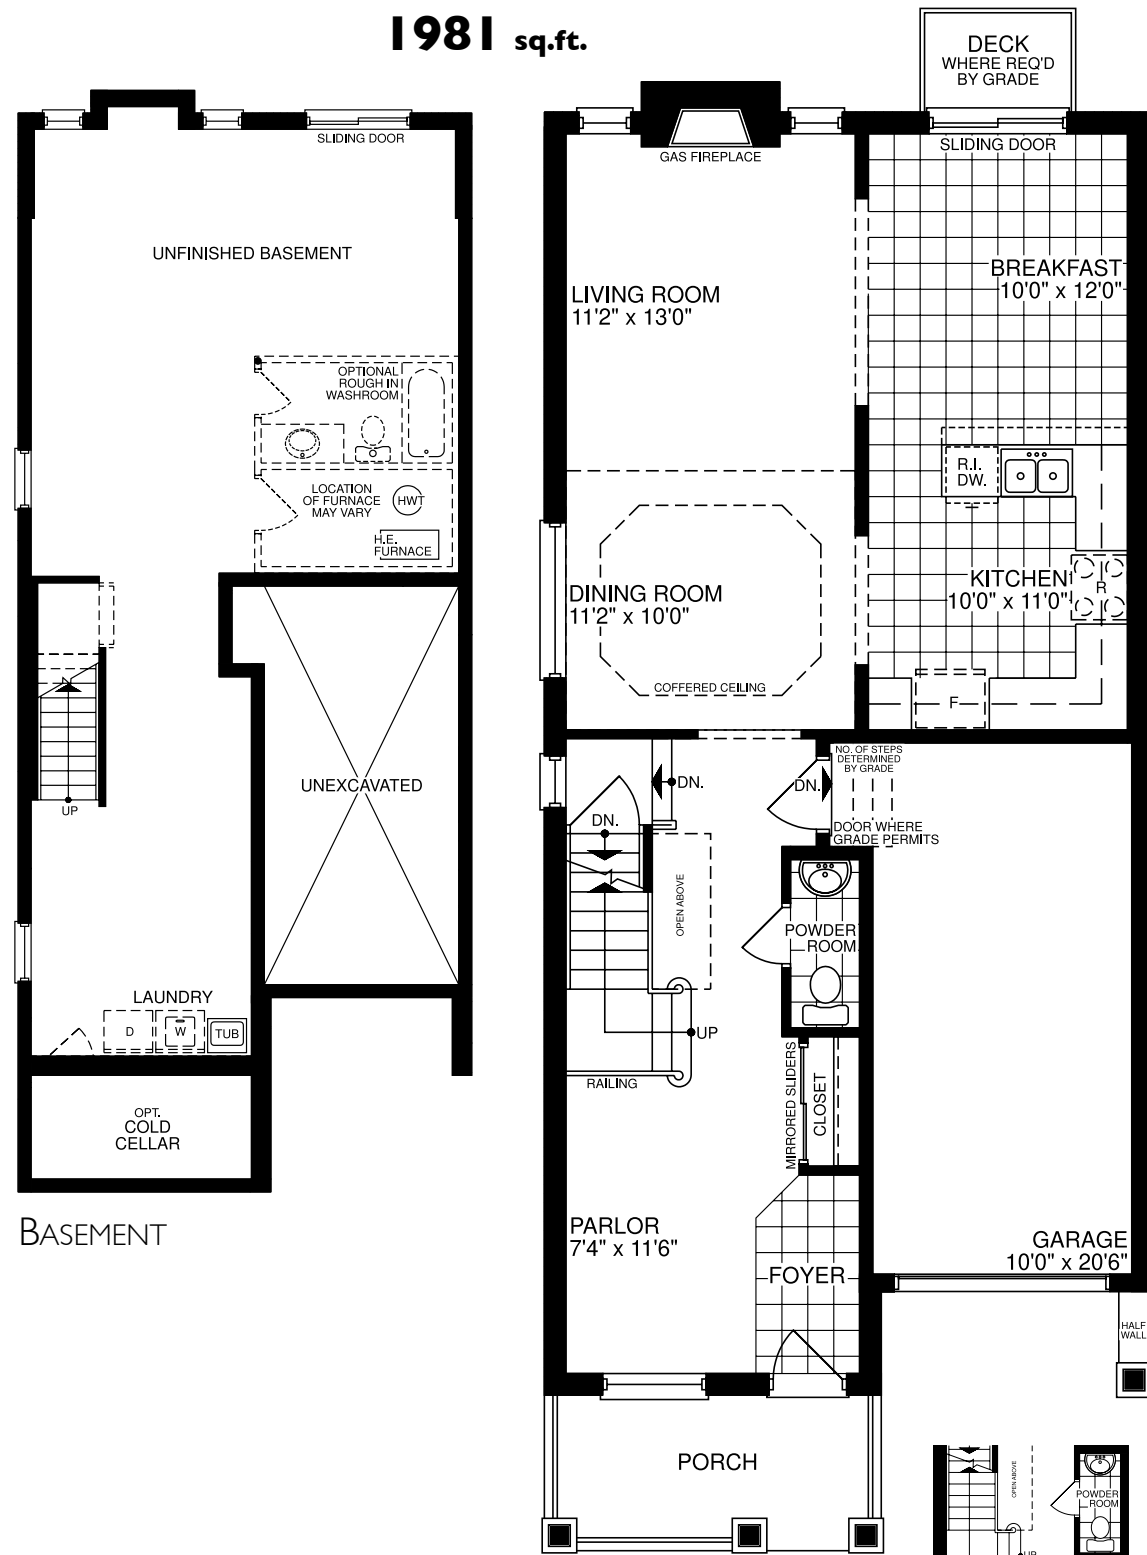 1981 sq.ft.
SLIDING DOOR
UNFINISHED BASEMENT
OPTIONAL
ROUGH IN
WASHROOM
LOCATION
OF FURNACE
MAY VARY
HWT
H.E.
FURNACE
UP
UNEXCAVATED
LAUNDRY
D
W
TUB
OPT.
COLD
CELLAR
BASEMENT
DECK
WHERE REQ'D
BY GRADE
SLIDING DOOR
GAS FIREPLACE
LIVING ROOM
11'2" x 13'0"
BREAKFAST
10'0" x 12'0"
R.I.
DW.
KITCHEN
10'0" x 11'0"
R
F
DINING ROOM
11'2" x 10'0"
COFFERED CEILING
NO. OF STEPS
DETERMINED
BY GRADE
DN.
DN.
DN.
DOOR WHERE
GRADE PERMITS
OPEN ABOVE
POWDER
ROOM
UP
RAILING
MIRRORED SLIDERS
CLOSET
PARLOR
7'4" x 11'6"
FOYER
GARAGE
10'0" x 20'6"
HALF
WALL
PORCH
OPEN ABOVE
POWDER
ROOM
UP